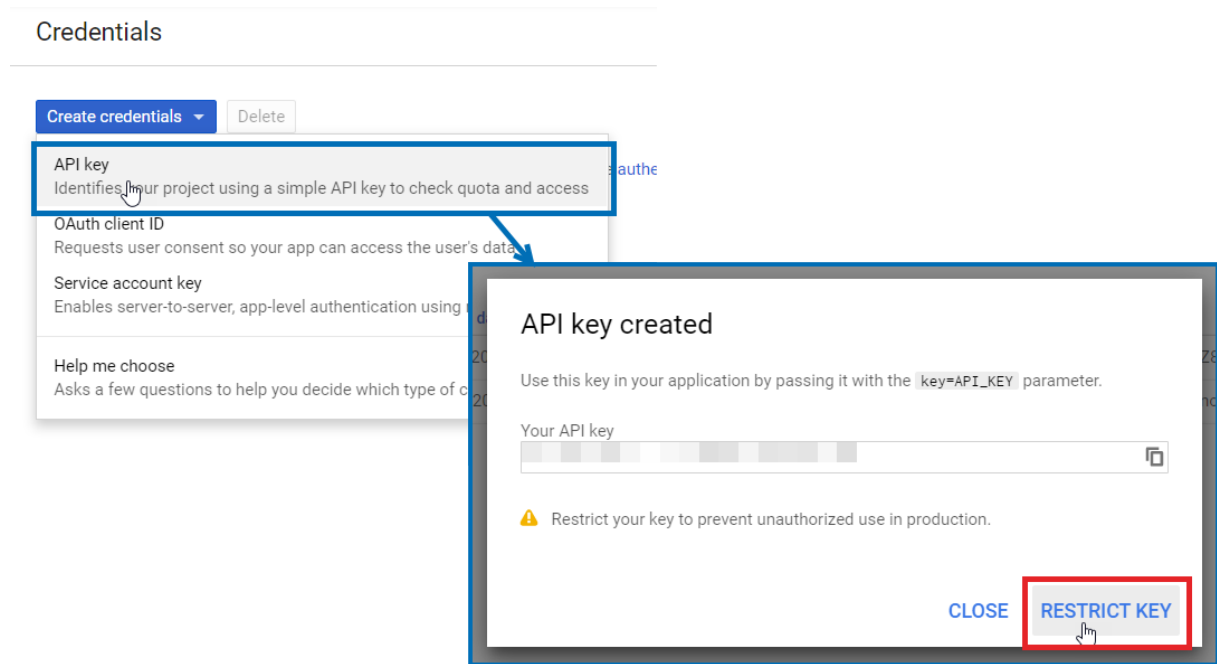 Credentials
Create credentials
Delete
API key
Identifies your project using a simple API key to check quota and access
authe
OAuth client ID
Requests user consent so your app can access the user's data
Service account key
Enables server-to-server, app-level authentication using
Help me choose
Asks a few questions to help you decide which type of c
API key created
Use this key in your application by passing it with the key=API_KEY parameter.
Your API key
Restrict your key to prevent unauthorized use in production.
CLOSE
RESTRICT KEY